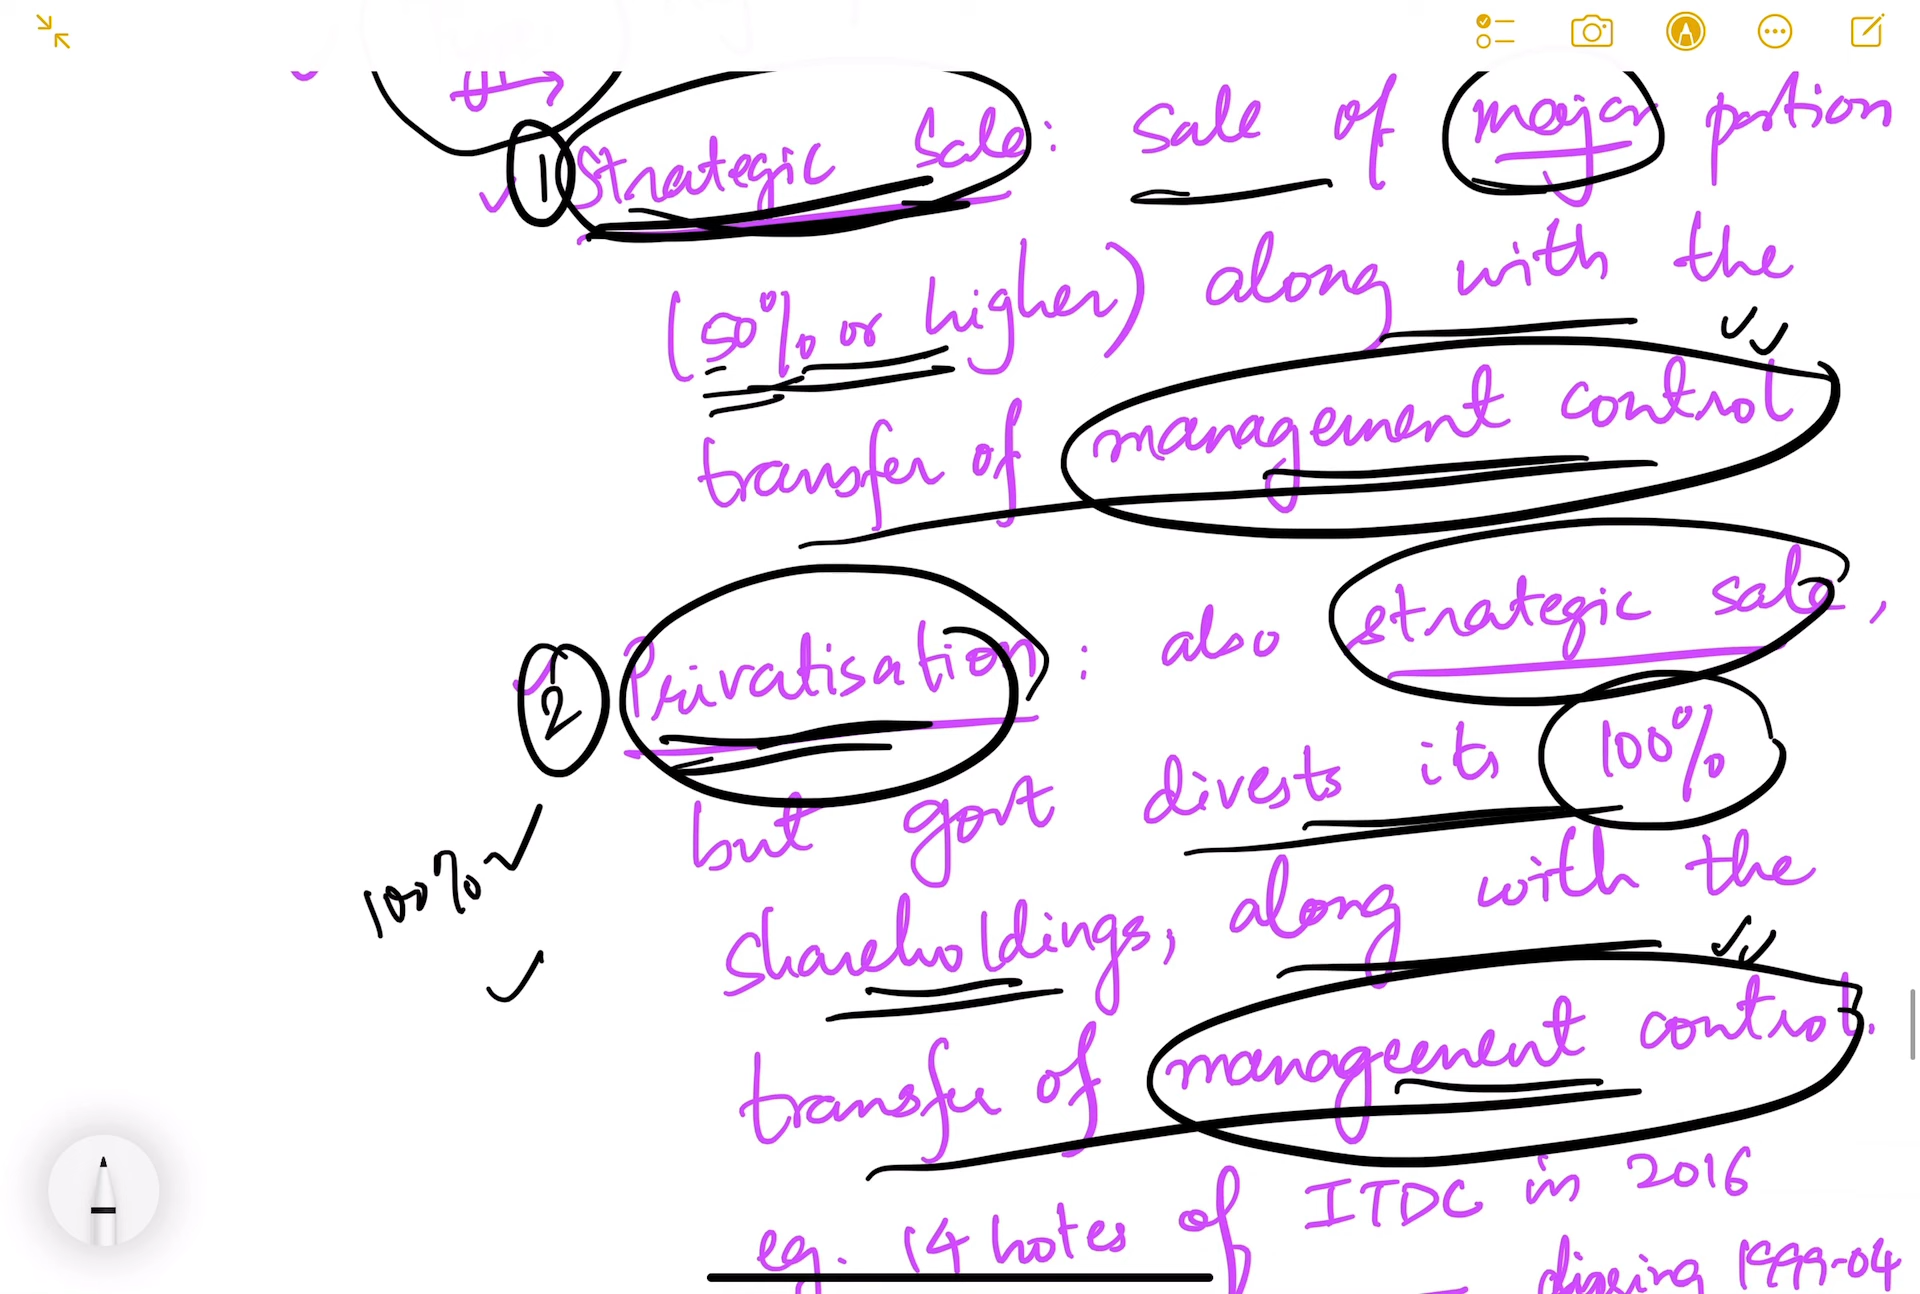 1 Strategic Sale: sale of major portion
(50% or higher) along with the
transfer of management control
2 Privatisation: also strategic sale,
but govt divests its 100%
100%
shareholdings, along with the
transfer of management control.
eg. 14 hotes of ITDC in 2016
1999-04